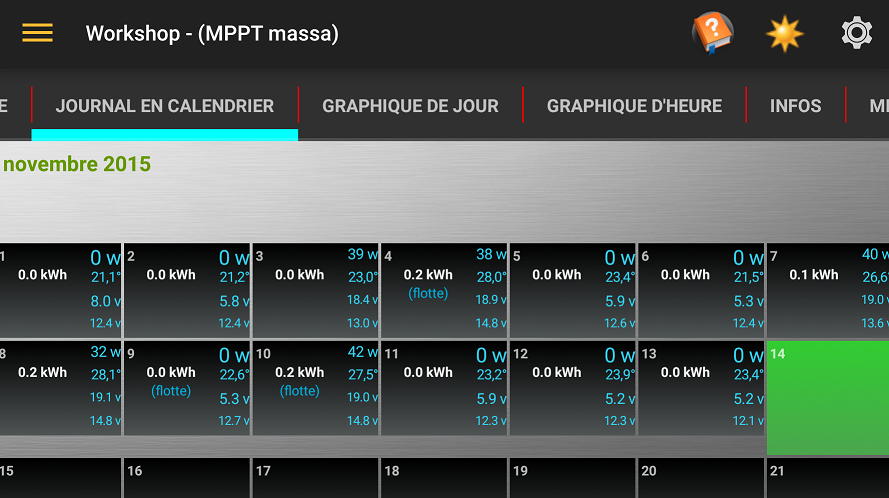 Workshop - (MPPT massa)
E JOURNAL EN CALENDRIER GRAPHIQUE DE JOUR GRAPHIQUE D'HEURE INFOS
novembre 2015
1 0.0 kWh 0 w 21,1° 8.0 v 12.4 v
2 0.0 kWh 0 w 21,2° 5.8 v 12.4 v
3 0.0 kWh 39 w 23,0° 18.4 v 13.0 v
4 0.2 kWh (flotte) 38 w 28,0° 18.9 v 14.8 v
5 0.0 kWh 0 w 23,4° 5.9 v 12.6 v
6 0.0 kWh 0 w 21,5° 5.3 v 12.4 v
7 0.1 kWh 40 w 26,6° 19.0 13.6
8 0.2 kWh 32 w 28,1° 19.1 v 14.8 v
9 0.0 kWh (flotte) 0 w 22,6° 5.3 v 12.7 v
10 0.2 kWh (flotte) 42 w 27,5° 19.0 v 14.8 v
11 0.0 kWh 0 w 23,2° 5.9 v 12.3 v
12 0.0 kWh 0 w 23,9° 5.2 v 12.3 v
13 0.0 kWh 0 w 23,4° 5.2 v 12.1 v
14
15 16 17 18 19 20 21